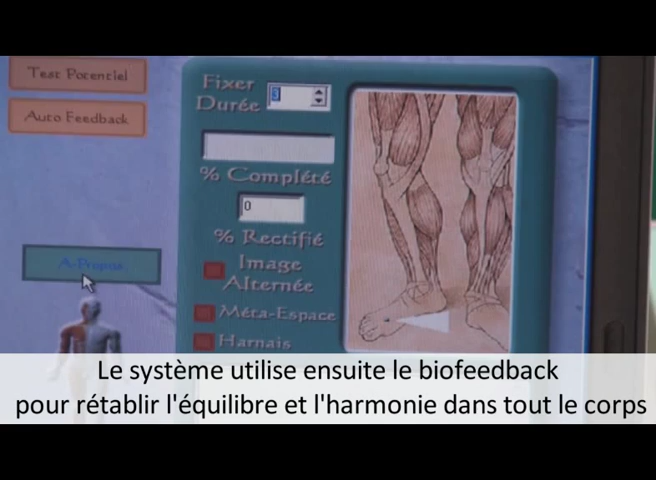 Test Potentiel
Auto Feedback
Fixer
Durée
3
% Complété
0
% Rectifié
Image
Alternée
A-Propos
Méta-Espace
Harnais
Le système utilise ensuite le biofeedback
pour rétablir l'équilibre et l'harmonie dans tout le corps